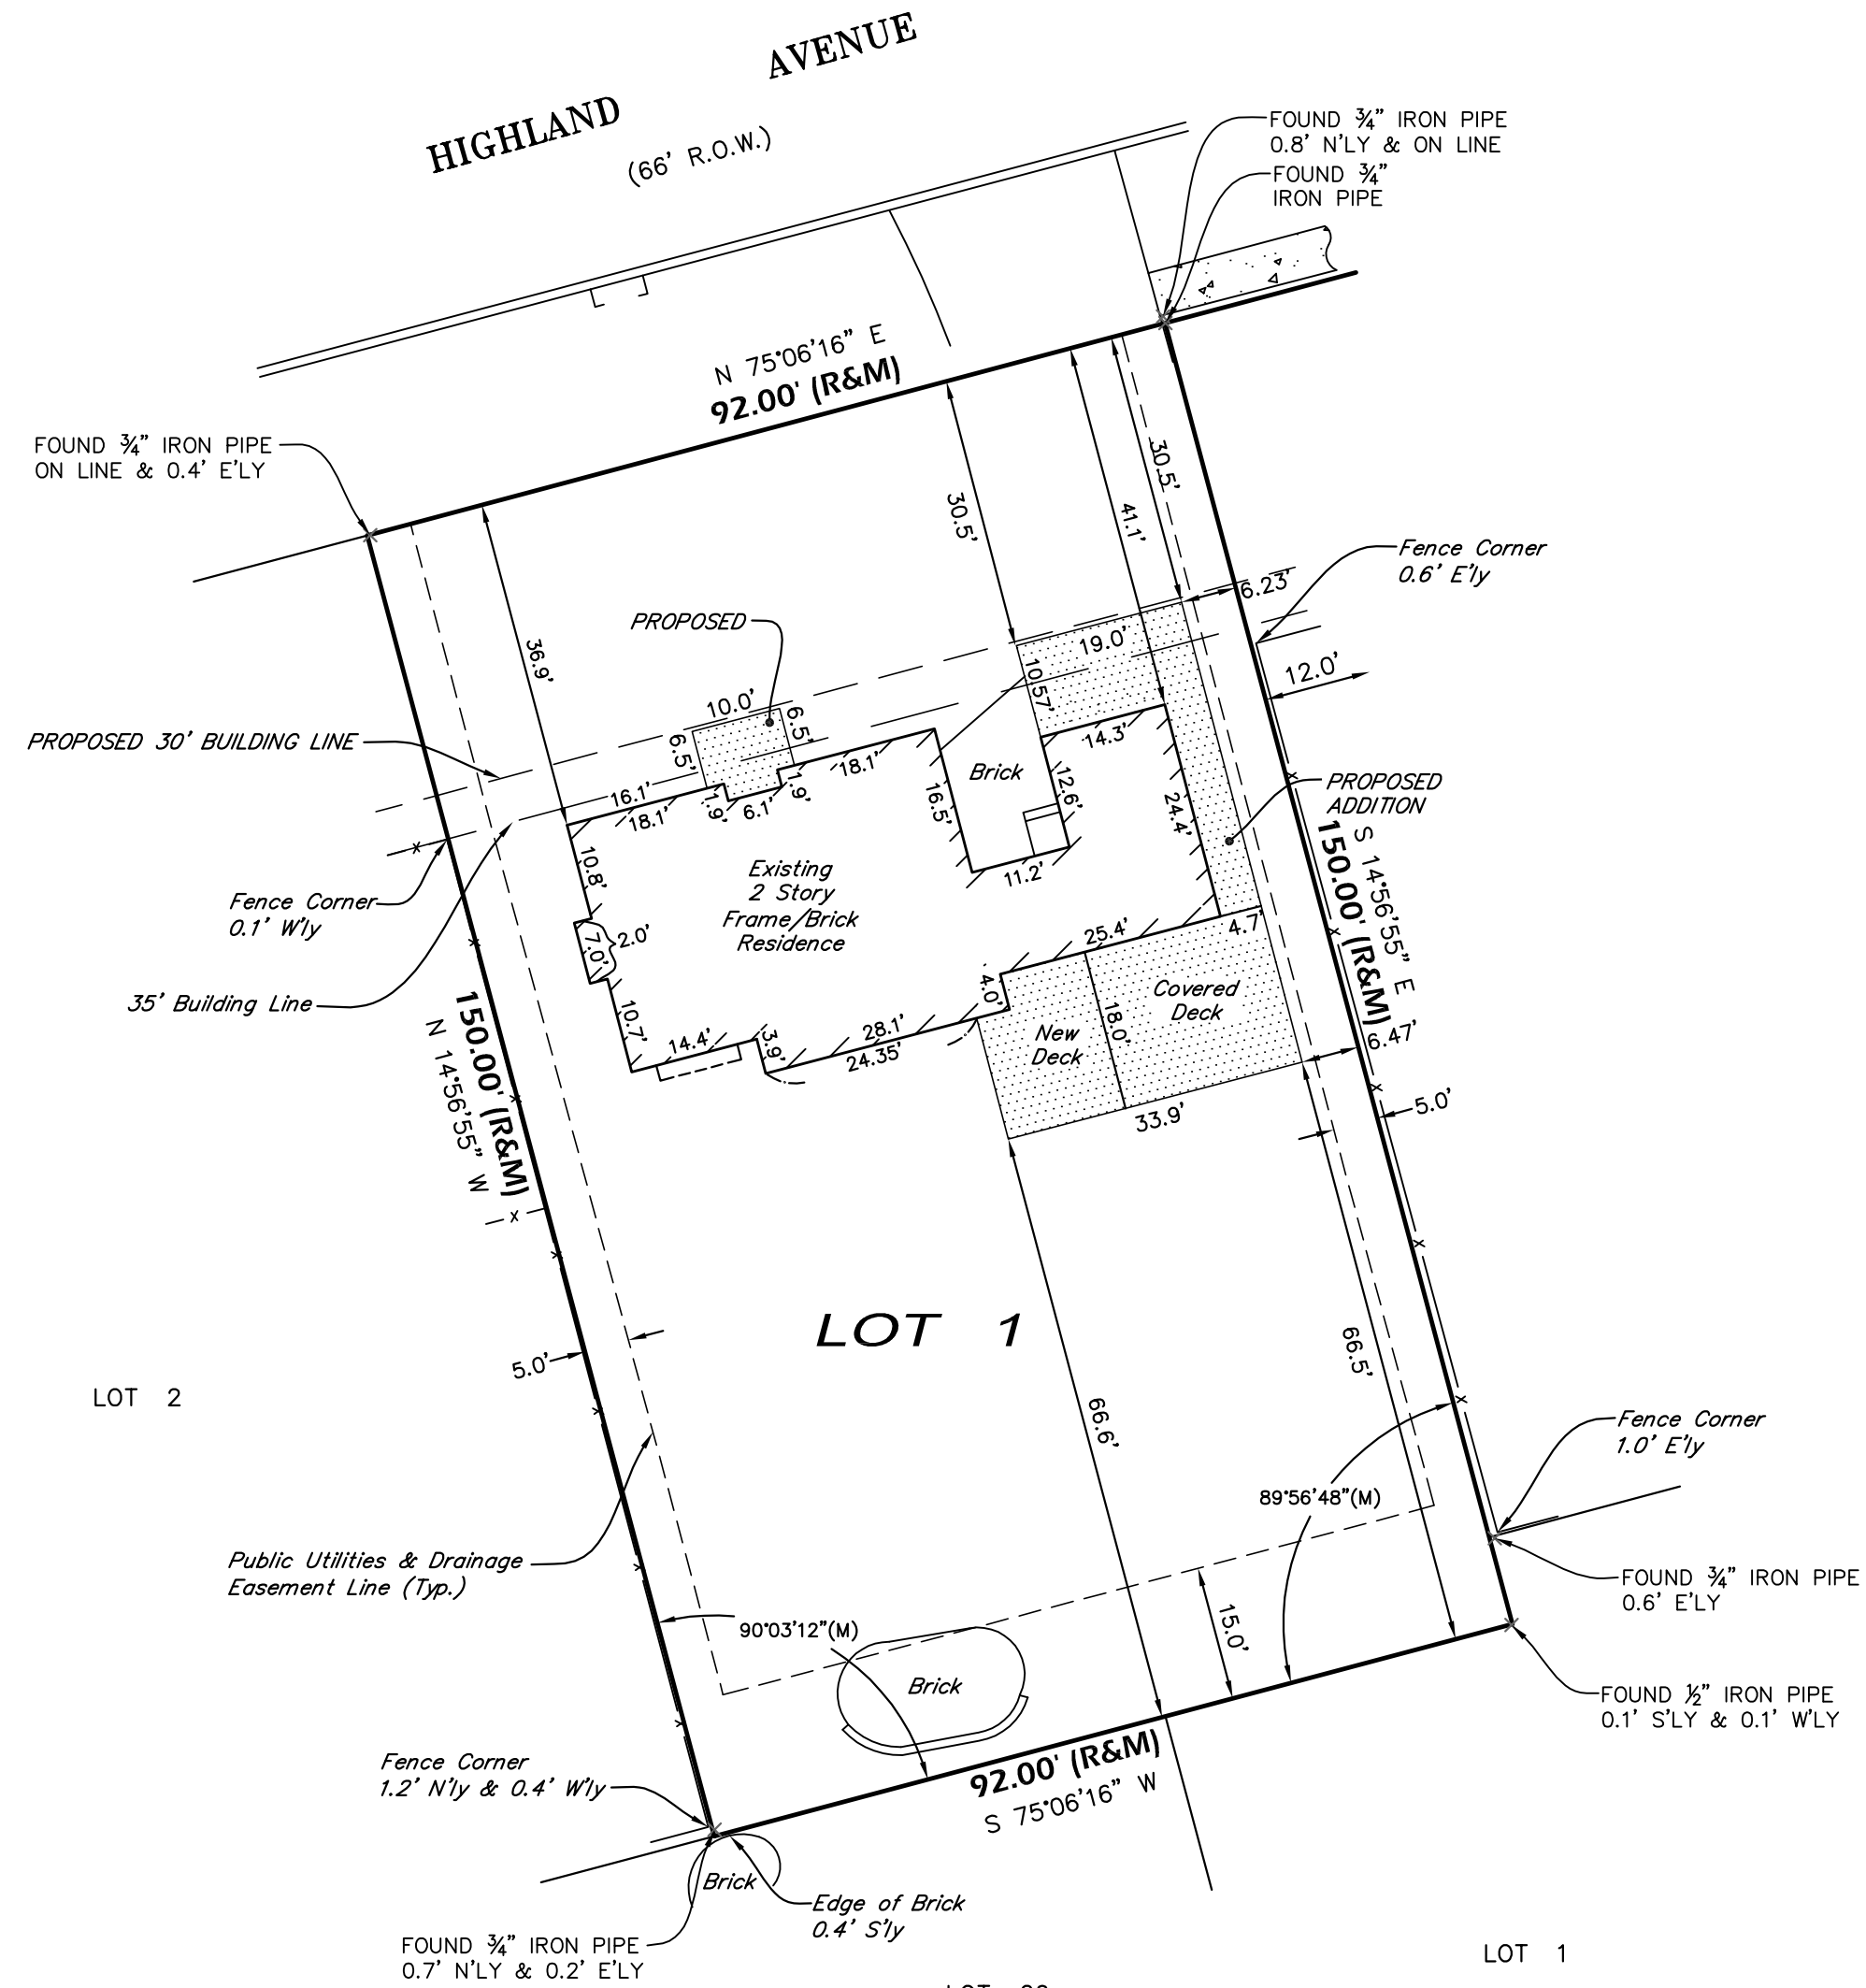 HIGHLAND AVENUE
(66' R.O.W.)
FOUND ¾" IRON PIPE
0.8' N'LY & ON LINE
FOUND ¾"
IRON PIPE
N 75°06'16" E
92.00' (R&M)
FOUND ¾" IRON PIPE
ON LINE & 0.4' E'LY
30.5'
41.1'
30.5'
36.9'
Fence Corner
0.6' E'ly
6.23'
12.0'
PROPOSED
19.0'
10.57'
10.0'
6.5'
6.5'
PROPOSED 30' BUILDING LINE
14.3'
18.1'
Brick
12.6'
16.5'
24.4'
11.2'
PROPOSED
ADDITION
16.1'
18.1'
1.9'
6.1'
1.9'
10.8'
Existing
2 Story
Frame/Brick
Residence
Fence Corner
0.1' W'ly
7.0'
2.0'
35' Building Line
10.7'
14.4'
3.9'
28.1'
24.35'
4.0'
25.4'
4.7'
Covered
Deck
New
Deck
18.0'
33.9'
S 14°56'55" E
150.00' (R&M)
6.47'
5.0'
150.00' (R&M)
N 14°56'55" W
LOT 1
66.6'
66.5'
5.0'
LOT 2
Fence Corner
1.0' E'ly
89°56'48"(M)
Public Utilities & Drainage
Easement Line (Typ.)
FOUND ¾" IRON PIPE
0.6' E'LY
90°03'12"(M)
15.0'
Brick
FOUND ½" IRON PIPE
0.1' S'LY & 0.1' W'LY
Fence Corner
1.2' N'ly & 0.4' W'ly
92.00' (R&M)
S 75°06'16" W
Brick
Edge of Brick
0.4' S'ly
FOUND ¾" IRON PIPE
0.7' N'LY & 0.2' E'LY
LOT 1
LOT